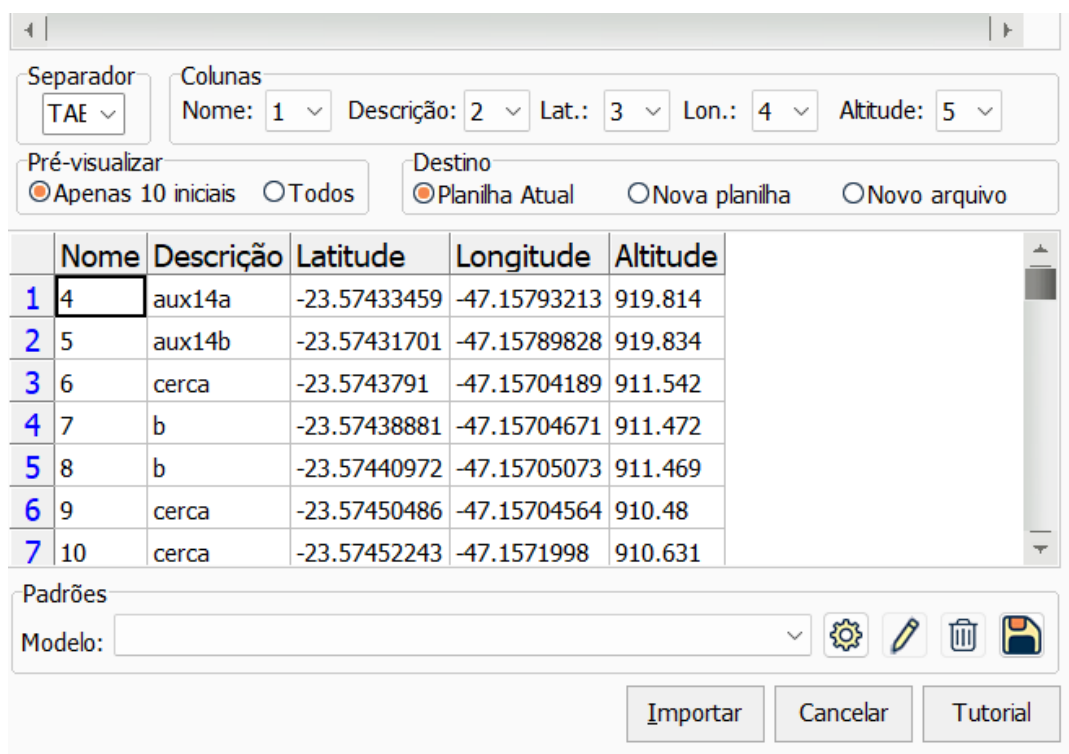 Separador Colunas
TAE Nome: 1 Descrição: 2 Lat.: 3 Lon.: 4 Altitude: 5
Pré-visualizar Destino
Apenas 10 iniciais Todos Planilha Atual Nova planilha Novo arquivo
Nome Descrição Latitude Longitude Altitude
1 4 aux14a -23.57433459 -47.15793213 919.814
2 5 aux14b -23.57431701 -47.15789828 919.834
3 6 cerca -23.5743791 -47.15704189 911.542
4 7 b -23.57438881 -47.15704671 911.472
5 8 b -23.57440972 -47.15705073 911.469
6 9 cerca -23.57450486 -47.15704564 910.48
7 10 cerca -23.57452243 -47.1571998 910.631
Padrões
Modelo:
Importar Cancelar Tutorial